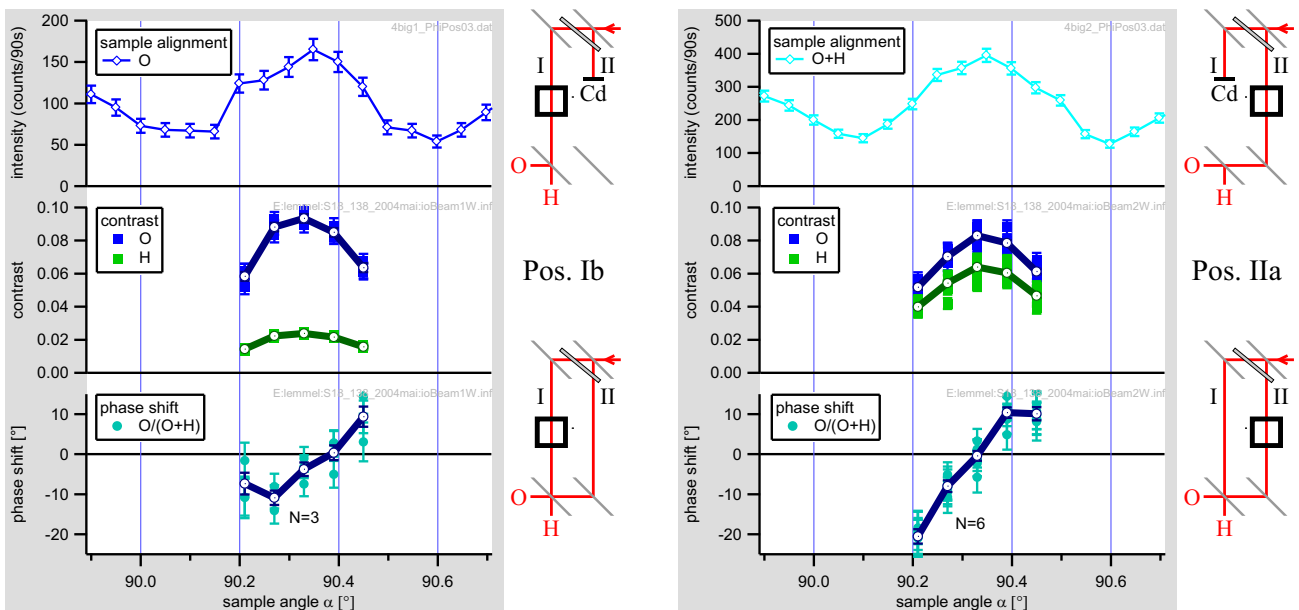 4big1_PhiPos03.dat
sample alignment
O
intensity (counts/90s)
200
150
100
50
0
I
II
Cd
O
H
E:lemmel:S18_138_2004mai:ioBeam1W.inf
contrast
O
H
contrast
0.10
0.08
0.06
0.04
0.02
0.00
Pos. Ib
E:lemmel:S18_138_2004mai:ioBeam1W.inf
phase shift
O/(O+H)
phase shift [°]
10
0
-10
-20
N=3
90.0
90.2
90.4
90.6
sample angle α [°]
I
II
O
H
4big2_PhiPos03.dat
sample alignment
O+H
intensity (counts/90s)
500
400
300
200
100
0
I
II
Cd
O
H
E:lemmel:S18_138_2004mai:ioBeam2W.inf
contrast
O
H
contrast
0.10
0.08
0.06
0.04
0.02
0.00
Pos. IIa
E:lemmel:S18_138_2004mai:ioBeam2W.inf
phase shift
O/(O+H)
phase shift [°]
10
0
-10
-20
N=6
90.0
90.2
90.4
90.6
sample angle α [°]
I
II
O
H